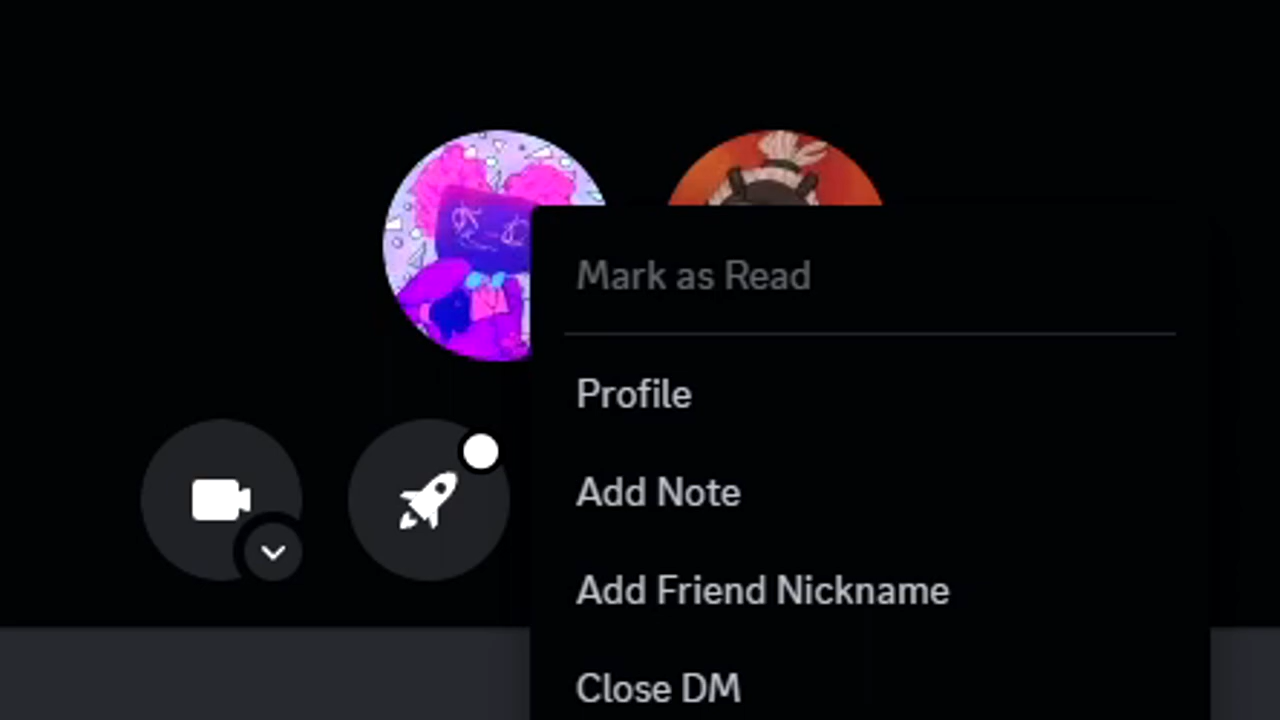 Mark as Read
Profile
Add Note
Add Friend Nickname
Close DM